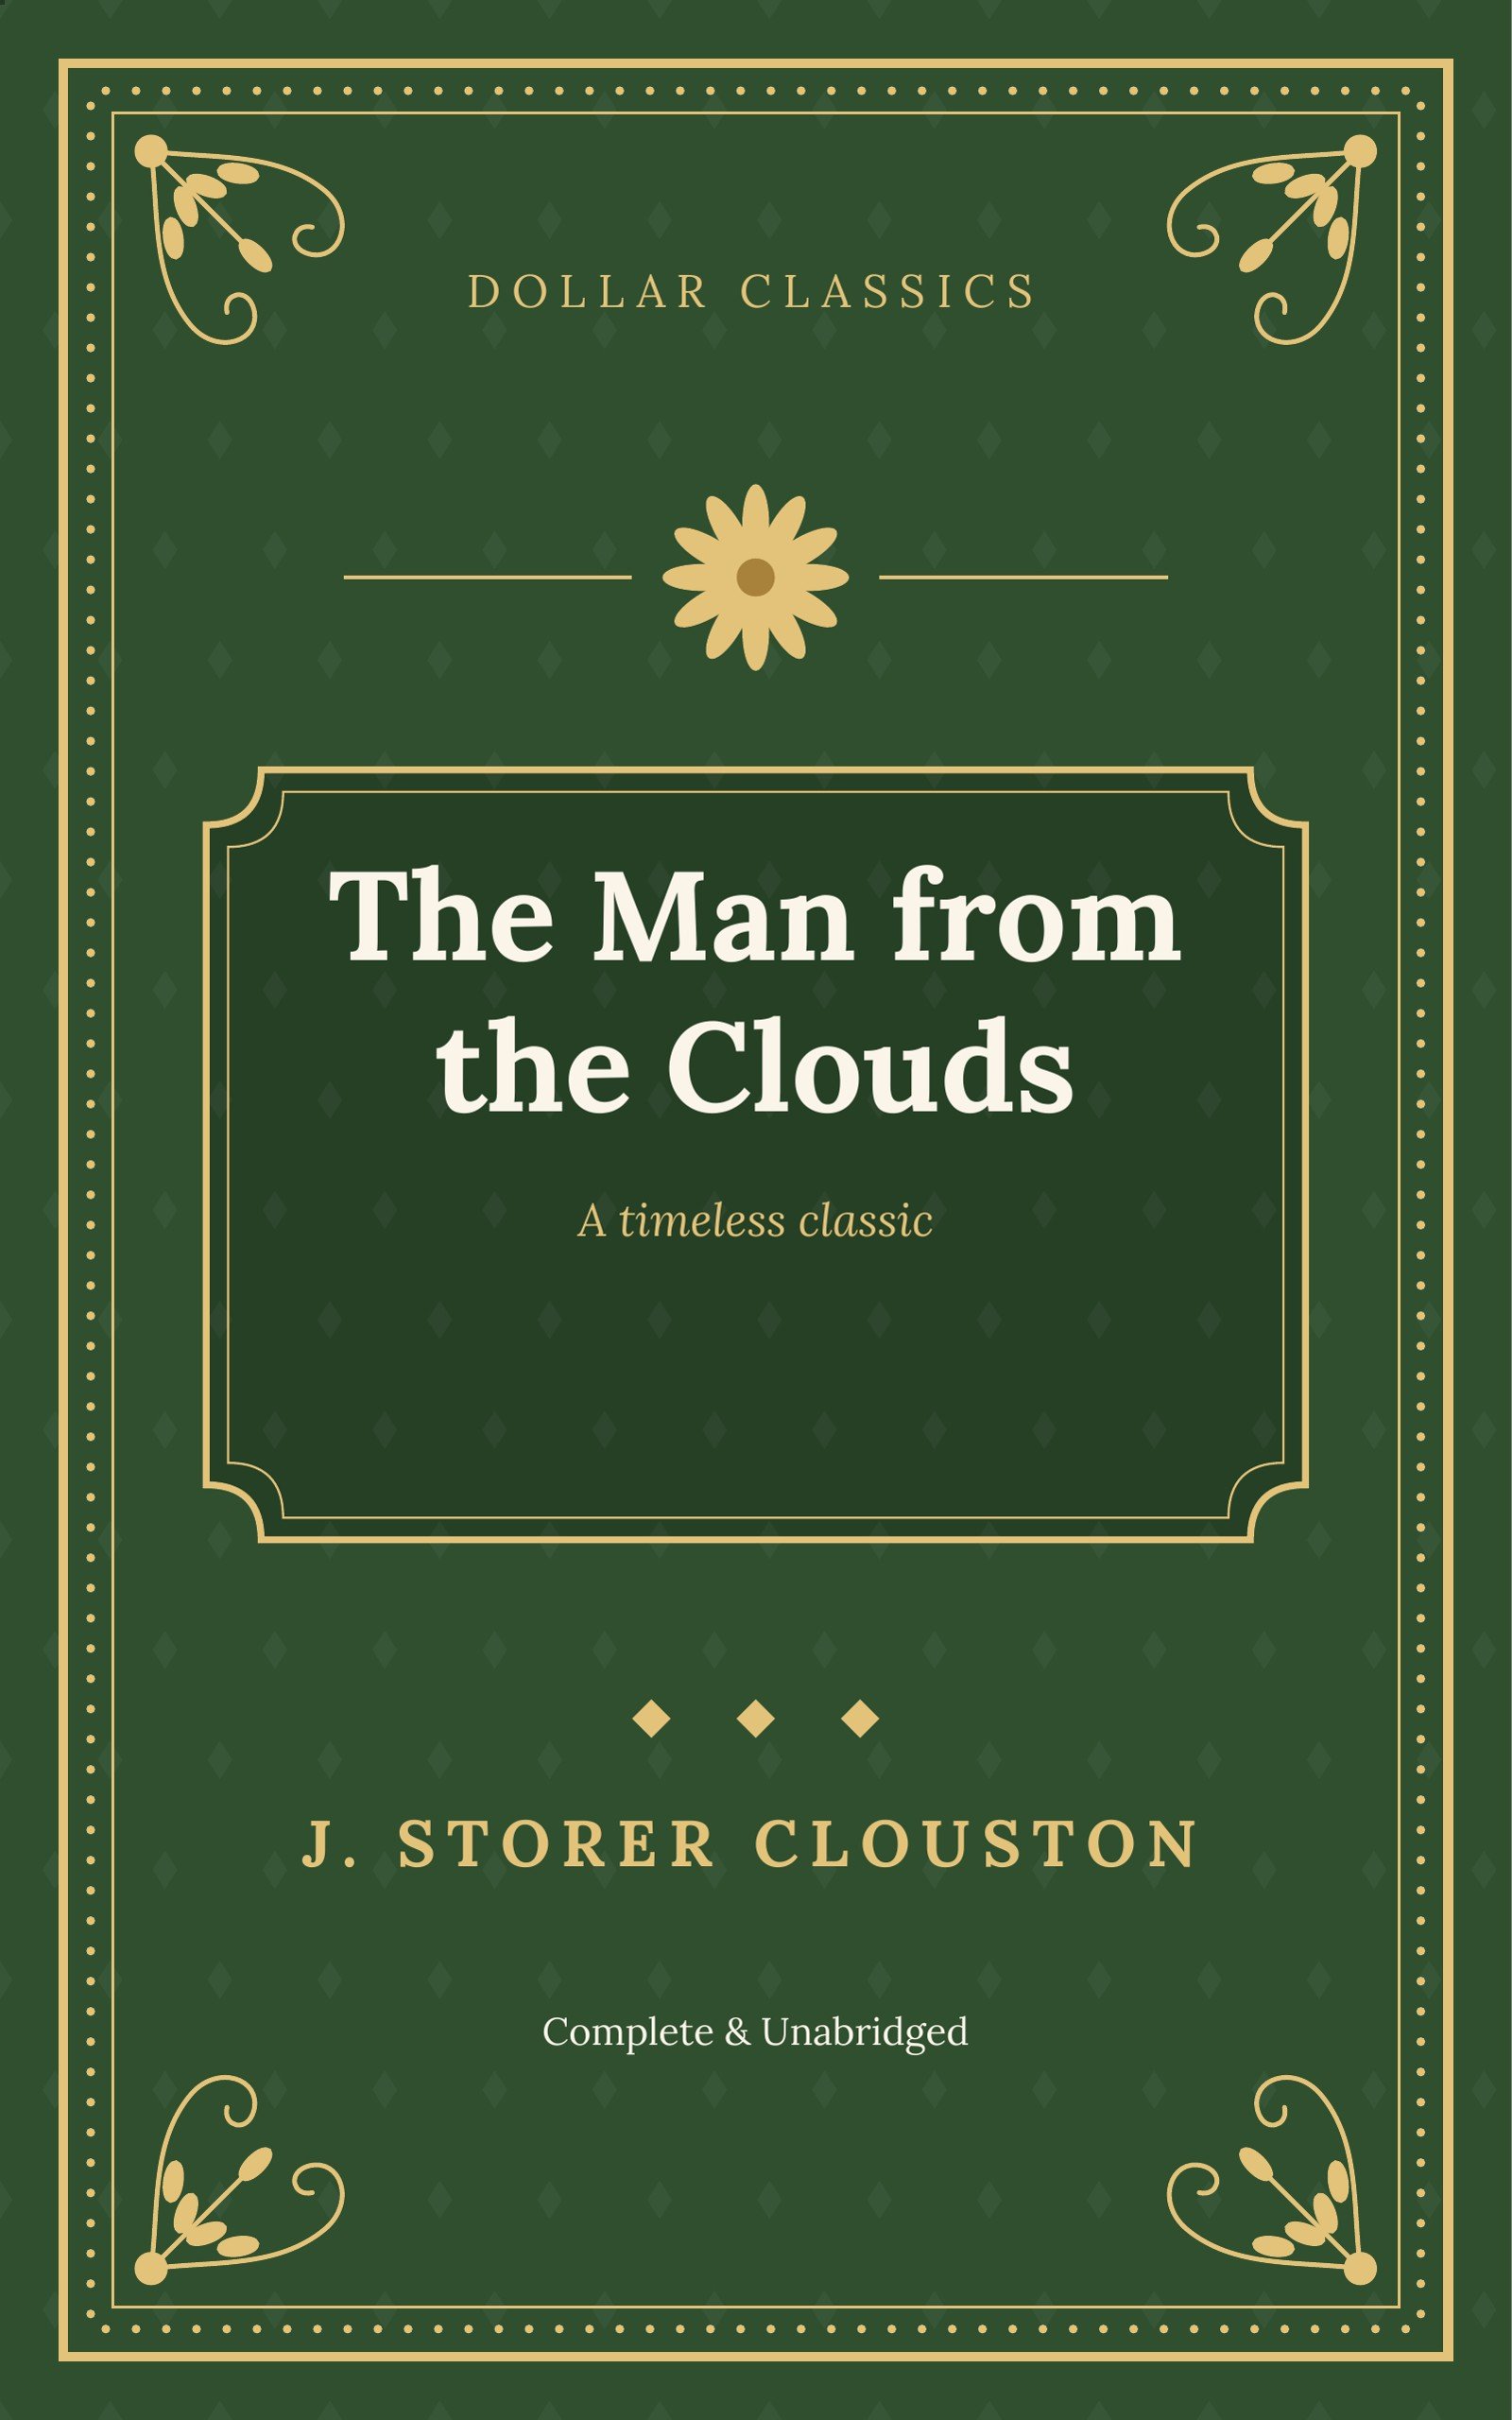 DOLLAR CLASSICS
The Man from
the Clouds
A timeless classic
J. STORER CLOUSTON
Complete & Unabridged